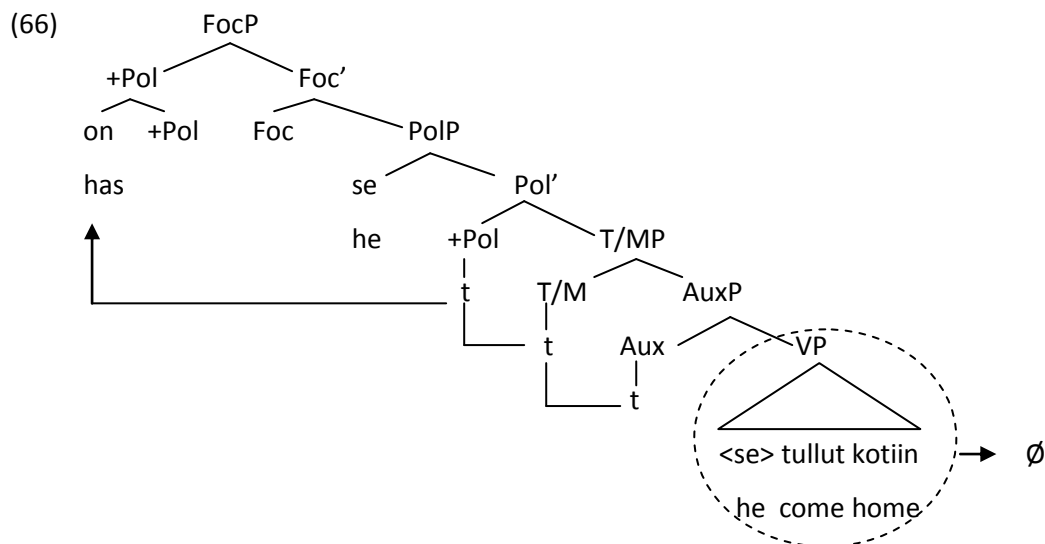 (66) FocP
+Pol Foc’
on +Pol Foc PolP
has se Pol’
he +Pol T/MP
t T/M AuxP
t Aux VP
t
<se> tullut kotiin Ø
he come home